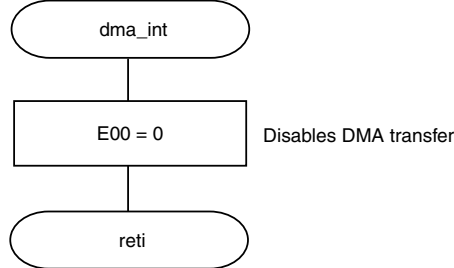 dma_int
E00 = 0
Disables DMA transfer
reti